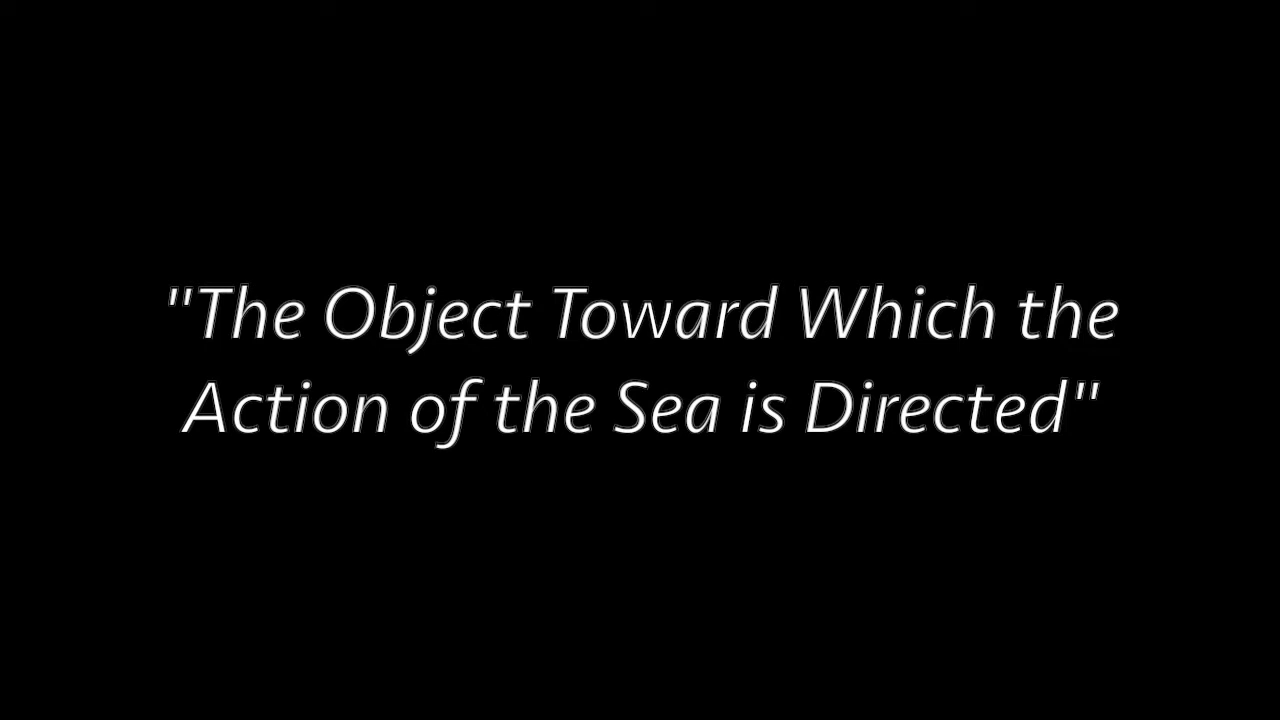 "The Object Toward Which the
Action of the Sea is Directed"